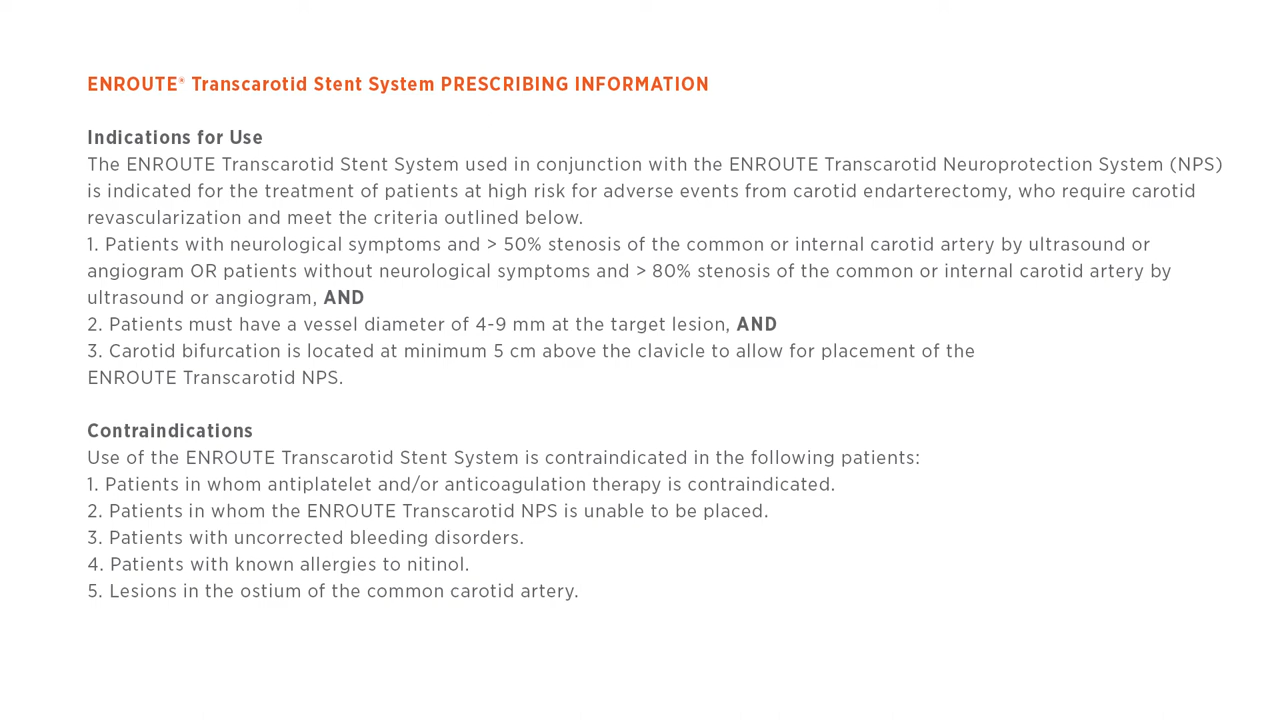 ENROUTE® Transcarotid Stent System PRESCRIBING INFORMATION
Indications for Use
The ENROUTE Transcarotid Stent System used in conjunction with the ENROUTE Transcarotid Neuroprotection System (NPS)
is indicated for the treatment of patients at high risk for adverse events from carotid endarterectomy, who require carotid
revascularization and meet the criteria outlined below.
1. Patients with neurological symptoms and > 50% stenosis of the common or internal carotid artery by ultrasound or
angiogram OR patients without neurological symptoms and > 80% stenosis of the common or internal carotid artery by
ultrasound or angiogram, AND
2. Patients must have a vessel diameter of 4-9 mm at the target lesion, AND
3. Carotid bifurcation is located at minimum 5 cm above the clavicle to allow for placement of the
ENROUTE Transcarotid NPS.
Contraindications
Use of the ENROUTE Transcarotid Stent System is contraindicated in the following patients:
1. Patients in whom antiplatelet and/or anticoagulation therapy is contraindicated.
2. Patients in whom the ENROUTE Transcarotid NPS is unable to be placed.
3. Patients with uncorrected bleeding disorders.
4. Patients with known allergies to nitinol.
5. Lesions in the ostium of the common carotid artery.